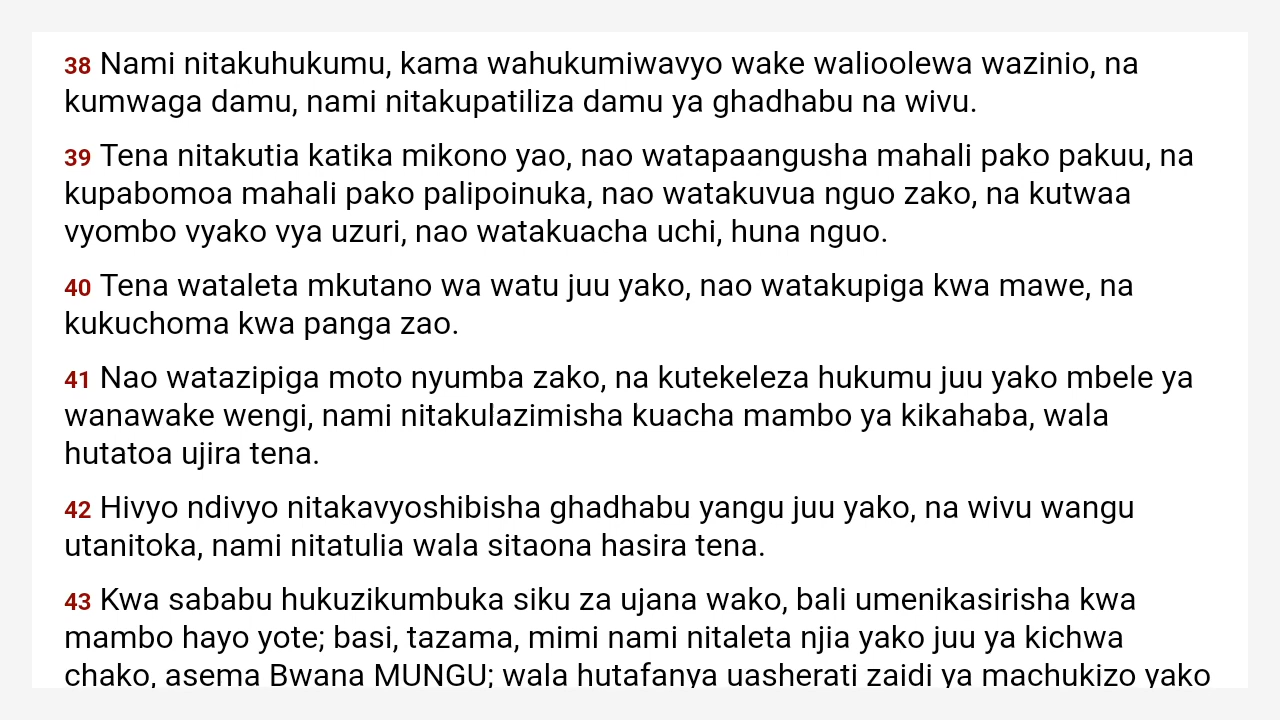 38 Nami nitakuhukumu, kama wahukumiwavyo wake walioolewa wazinio, na
kumwaga damu, nami nitakupatiliza damu ya ghadhabu na wivu.
39 Tena nitakutia katika mikono yao, nao watapaangusha mahali pako pakuu, na
kupabomoa mahali pako palipoinuka, nao watakuvua nguo zako, na kutwaa
vyombo vyako vya uzuri, nao watakuacha uchi, huna nguo.
40 Tena wataleta mkutano wa watu juu yako, nao watakupiga kwa mawe, na
kukuchoma kwa panga zao.
41 Nao watazipiga moto nyumba zako, na kutekeleza hukumu juu yako mbele ya
wanawake wengi, nami nitakulazimisha kuacha mambo ya kikahaba, wala
hutatoa ujira tena.
42 Hivyo ndivyo nitakavyoshibisha ghadhabu yangu juu yako, na wivu wangu
utanitoka, nami nitatulia wala sitaona hasira tena.
43 Kwa sababu hukuzikumbuka siku za ujana wako, bali umenikasirisha kwa
mambo hayo yote; basi, tazama, mimi nami nitaleta njia yako juu ya kichwa
chako, asema Bwana MUNGU; wala hutafanya uasherati zaidi ya machukizo yako